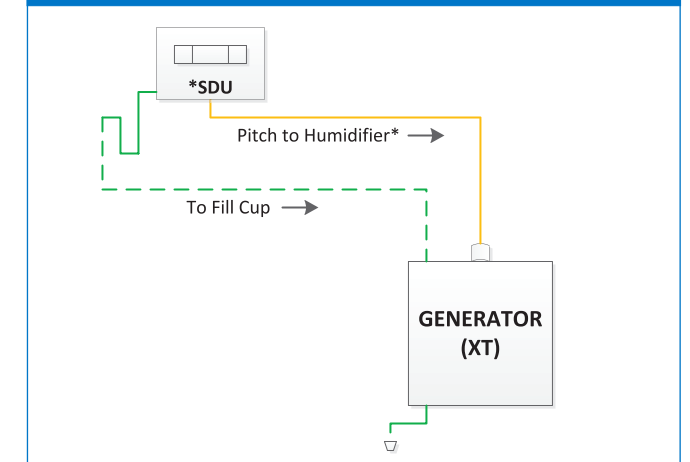 *SDU
Pitch to Humidifier*
To Fill Cup
GENERATOR
(XT)